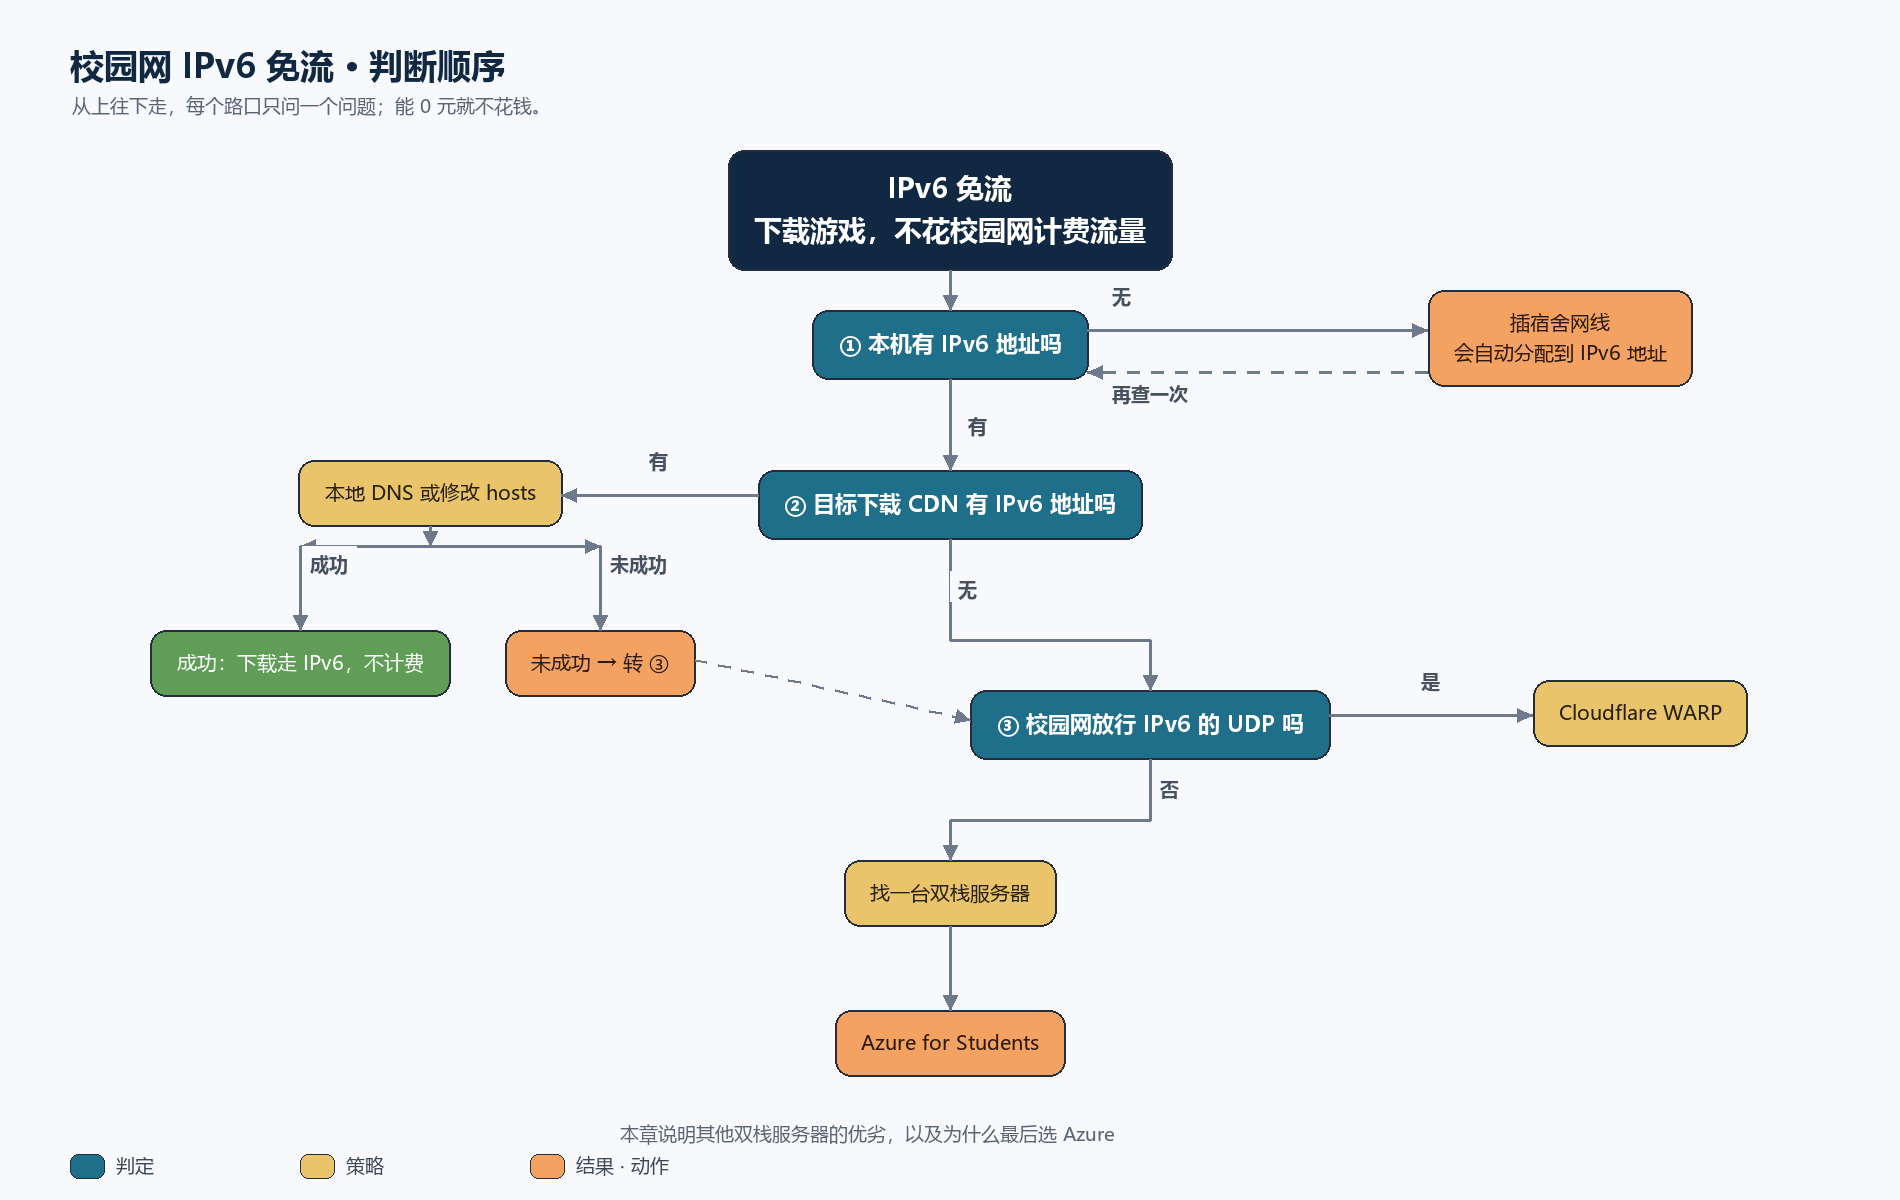 校园网 IPv6 免流·判断顺序
从上往下走，每个路口只问一个问题；能 0 元就不花钱。
IPv6 免流
下载游戏，不花校园网计费流量
无
① 本机有 IPv6 地址吗
插宿舍网线
会自动分配到 IPv6 地址
再查一次
有
有
本地 DNS 或修改 hosts
② 目标下载 CDN 有 IPv6 地址吗
成功
未成功
无
成功：下载走 IPv6，不计费
未成功 → 转 ③
③ 校园网放行 IPv6 的 UDP 吗
是
Cloudflare WARP
否
找一台双栈服务器
Azure for Students
本章说明其他双栈服务器的优劣，以及为什么最后选 Azure
判定
策略
结果 · 动作